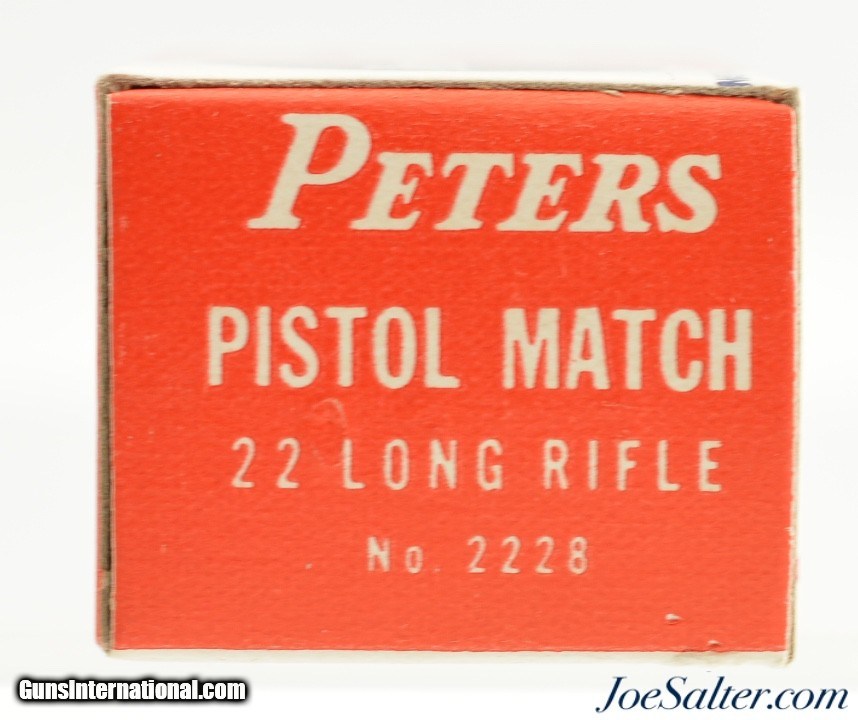 PETERS
PISTOL MATCH
22 LONG RIFLE
No. 2228
GunsInternational.com
JoeSalter.com